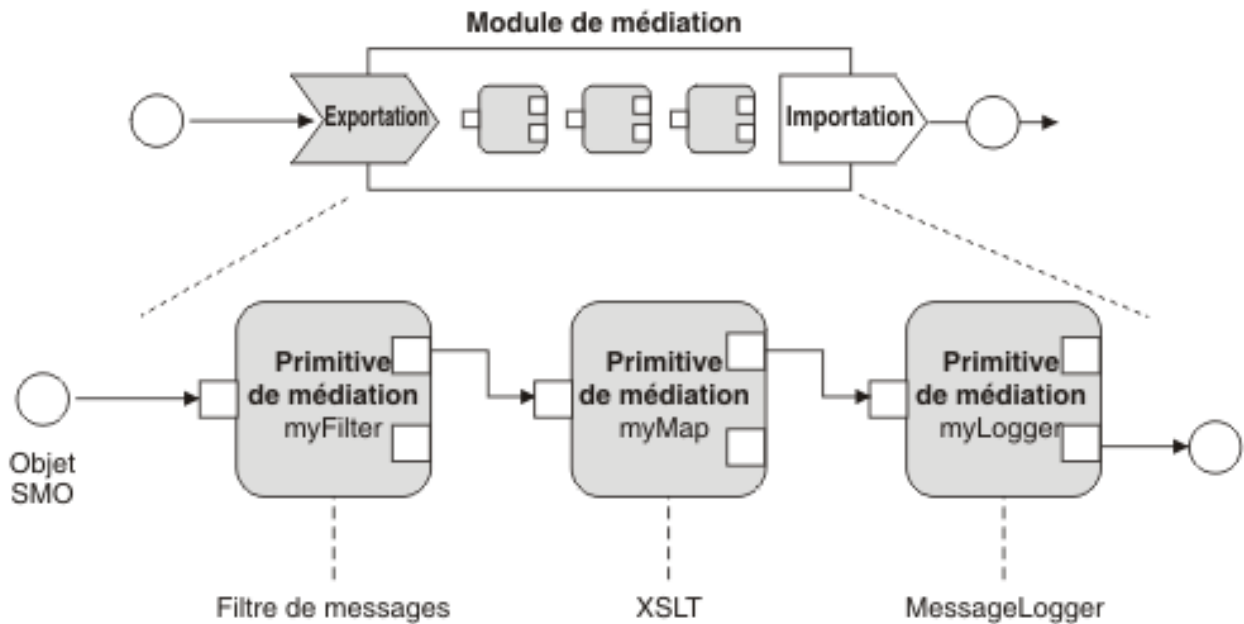 Module de médiation
Exportation
Importation
Primitive
de médiation
myFilter
Primitive
de médiation
myMap
Primitive
de médiation
myLogger
Objet
SMO
Filtre de messages
XSLT
MessageLogger